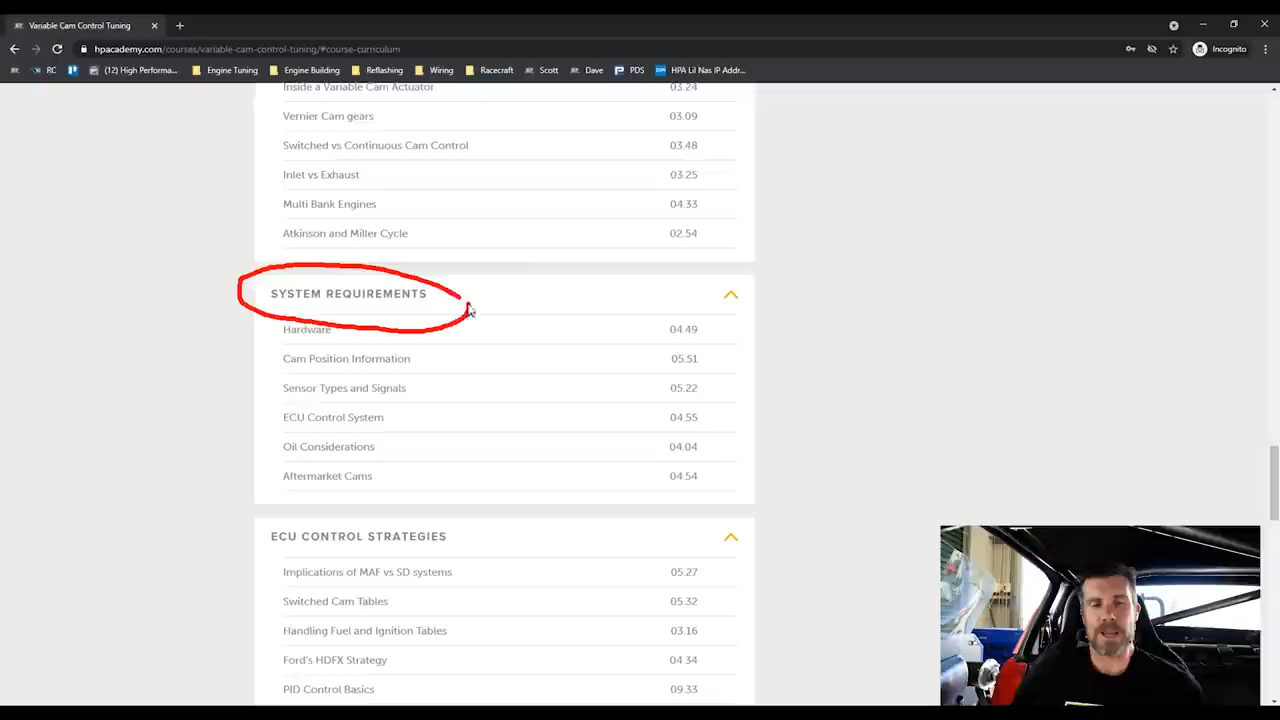 Variable Cam Control Tuning
hpacademy.com/courses/variable-cam-control-tuning/#course-curriculum
Incognito
RC
(12) High Performa...
Engine Tuning
Engine Building
Reflashing
Wiring
Racecraft
Scott
Dave
PDS
HPA Lil Nas IP Addr...
Inside a Variable Cam Actuator 03.24
Vernier Cam gears 03.09
Switched vs Continuous Cam Control 03.48
Inlet vs Exhaust 03.25
Multi Bank Engines 04.33
Atkinson and Miller Cycle 02.54
SYSTEM REQUIREMENTS
Hardware 04.49
Cam Position Information 05.51
Sensor Types and Signals 05.22
ECU Control System 04.55
Oil Considerations 04.04
Aftermarket Cams 04.54
ECU CONTROL STRATEGIES
Implications of MAF vs SD systems 05.27
Switched Cam Tables 05.32
Handling Fuel and Ignition Tables 03.16
Ford's HDFX Strategy 04.34
PID Control Basics 09.33